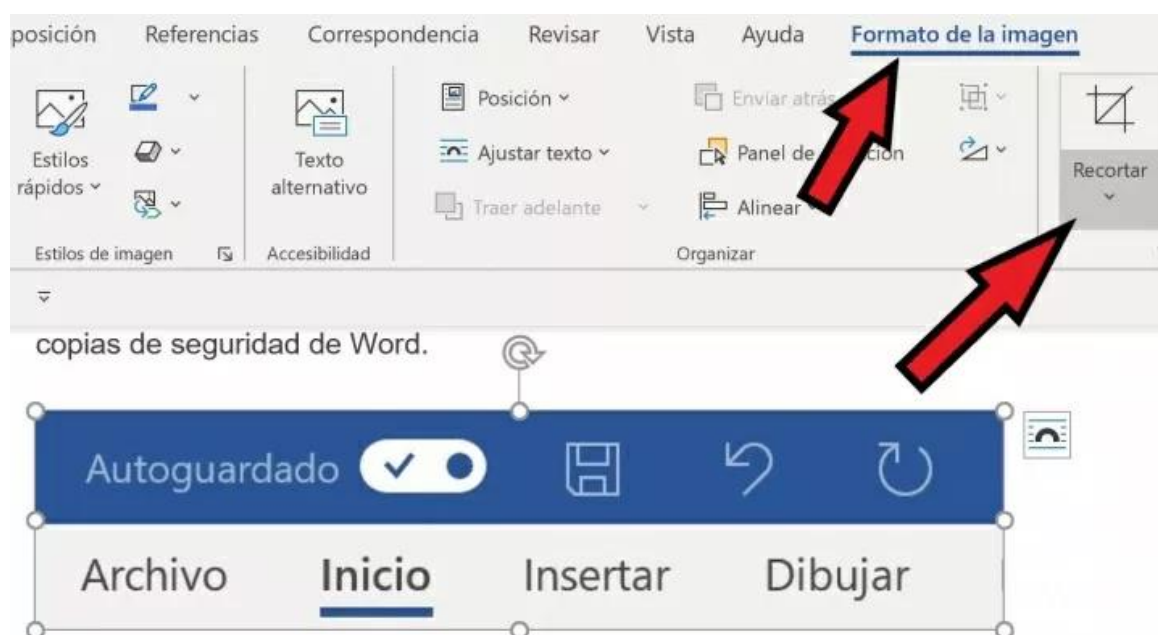 posición Referencias Correspondencia Revisar Vista Ayuda Formato de la imagen
Posición Enviar atrás
Estilos rápidos Texto alternativo Ajustar texto Panel de Recortar
Traer adelante Alinear
Estilos de imagen Accesibilidad Organizar
copias de seguridad de Word.
Autoguardado
Archivo Inicio Insertar Dibujar